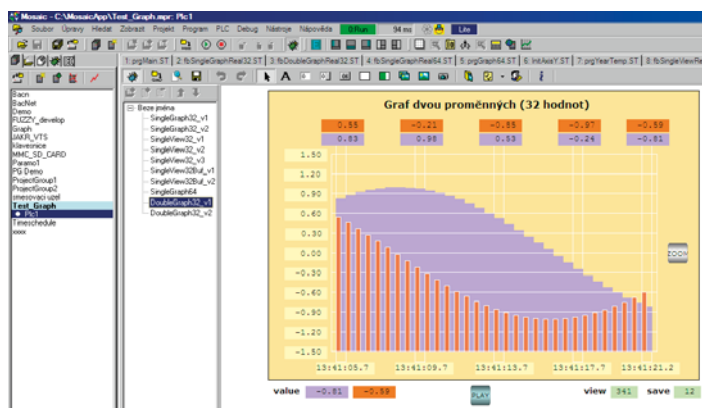 Mosaic - C:\MosaicApp\Test_Graph.mpr: Plc1
Soubor Úpravy Hledat Zobrazit Projekt Program PLC Debug Nástroje Nápověda 0:Run 94 ms Lite
1: prgMain.ST 2: fbSingleGraphReal32.ST 3: fbDoubleGraphReal32.ST 4: fbSingleGraphReal64.ST 5: prgGraph64.ST 6: InitAxisY.ST 7: prgYearTemp.ST 8: fbSingleViewRe
Bacn
BacNet
Demo
FUZZY_develop
Graph
JAKR_VTS
klavesnice
MMC_SD_CARD
Paramo1
PG Demo
ProjectGroup1
ProjectGroup2
smesovaci uzel
Test_Graph
Plc1
Timeschedule
xxxx
Beze jména
SingleGraph32_v1
SingleGraph32_v2
SingleView32_v1
SingleView32_v2
SingleView32_v3
SingleView32Buf_v1
SingleView32Buf_v2
SingleGraph64
DoubleGraph32_v1
DoubleGraph32_v2
Graf dvou proměnných (32 hodnot)
0.55 -0.21 -0.85 -0.97 -0.59
0.83 0.98 0.53 -0.24 -0.81
1.50
1.20
0.90
0.60
0.30
0.00
-0.30
-0.60
-0.90
-1.20
-1.50
ZOOM
13:41:05.7 13:41:09.7 13:41:13.7 13:41:17.7 13:41:21.2
value -0.81 -0.59 PLAY view 341 save 12